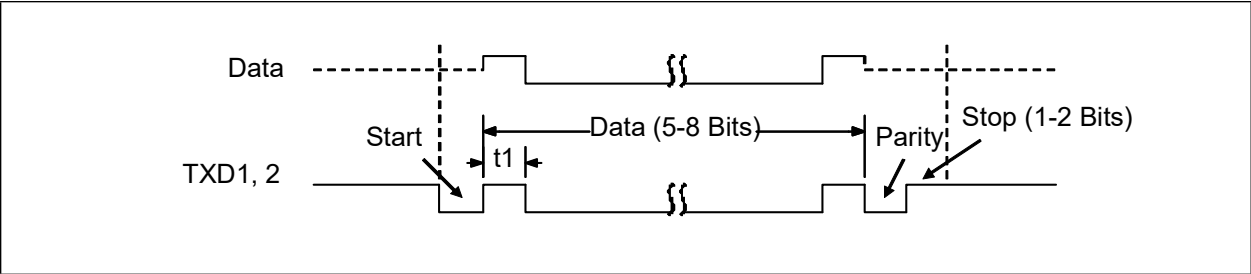 Data
Data (5-8 Bits)
Stop (1-2 Bits)
Start
Parity
t1
TXD1, 2